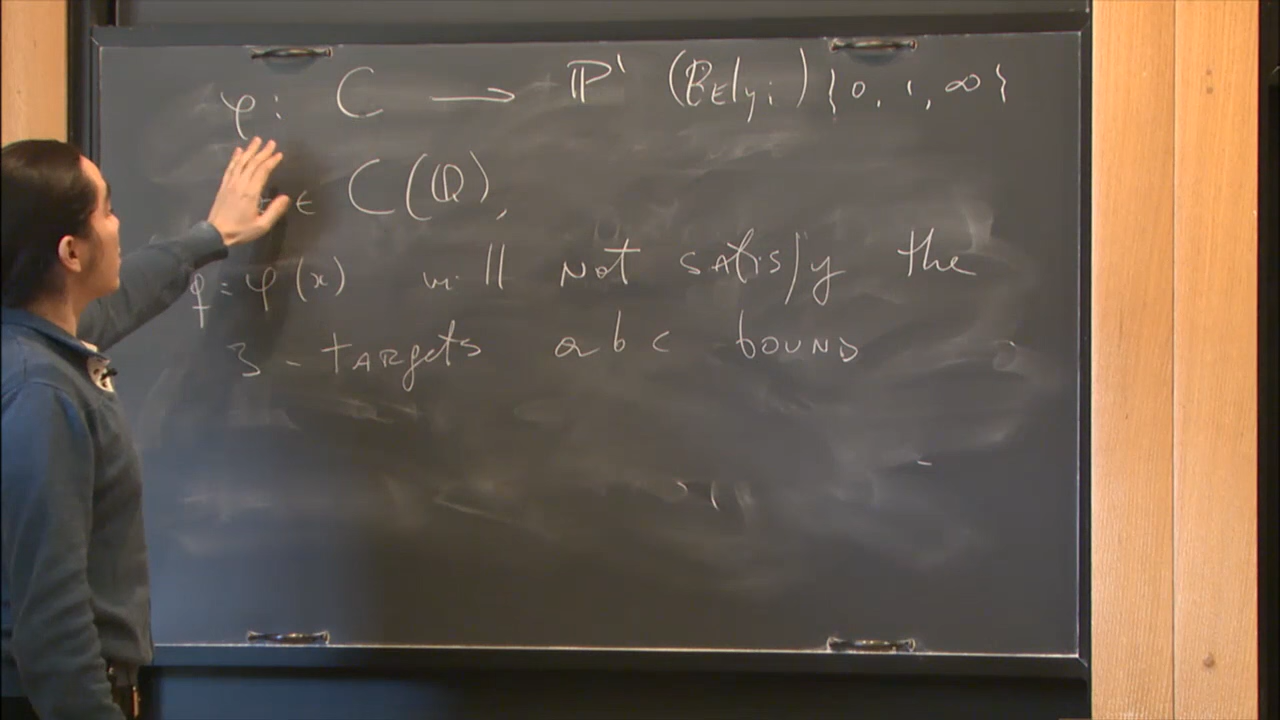 φ: C → ℙ¹ (Belyi) {0, 1, ∞}
∈ C(ℚ),
q = φ(x) will not satisfy the
3-targets abc bound